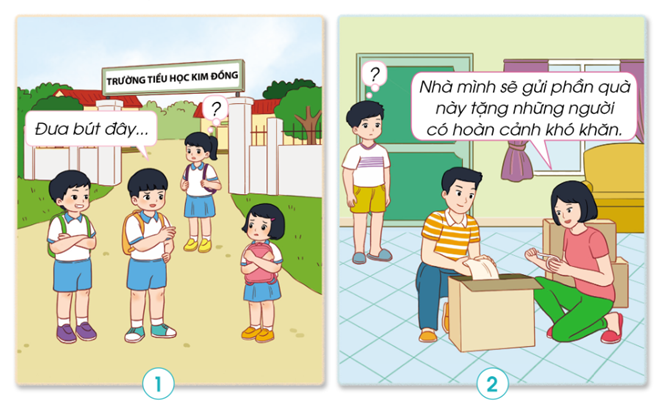 TRƯỜNG TIỂU HỌC KIM ĐỒNG
?
Đưa bút đây...
1
?
Nhà mình sẽ gửi phần quà
này tặng những người
có hoàn cảnh khó khăn.
2